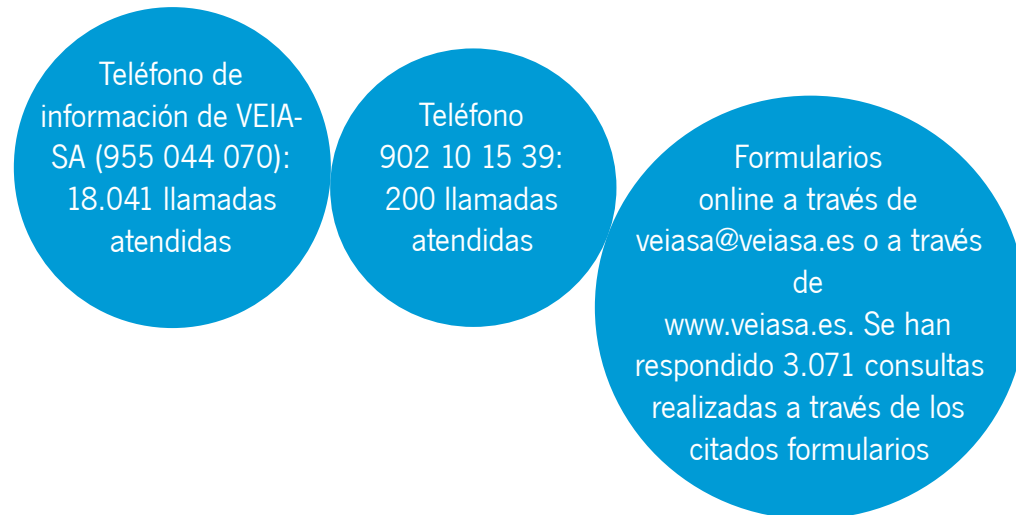 Teléfono de
información de VEIA-
SA (955 044 070):
18.041 llamadas
atendidas
Teléfono
902 10 15 39:
200 llamadas
atendidas
Formularios
online a través de
veiasa@veiasa.es o a través
de
www.veiasa.es. Se han
respondido 3.071 consultas
realizadas a través de los
citados formularios